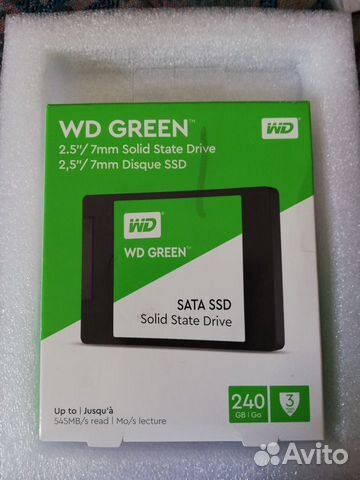 WD GREEN™
WD
2.5"/ 7mm Solid State Drive
2,5"/ 7mm Disque SSD
WD
WD GREEN™
SATA SSD
Solid State Drive
Up to | Jusqu'à
545MB/s read | Mo/s lecture
240
GB | Go
3
Avito